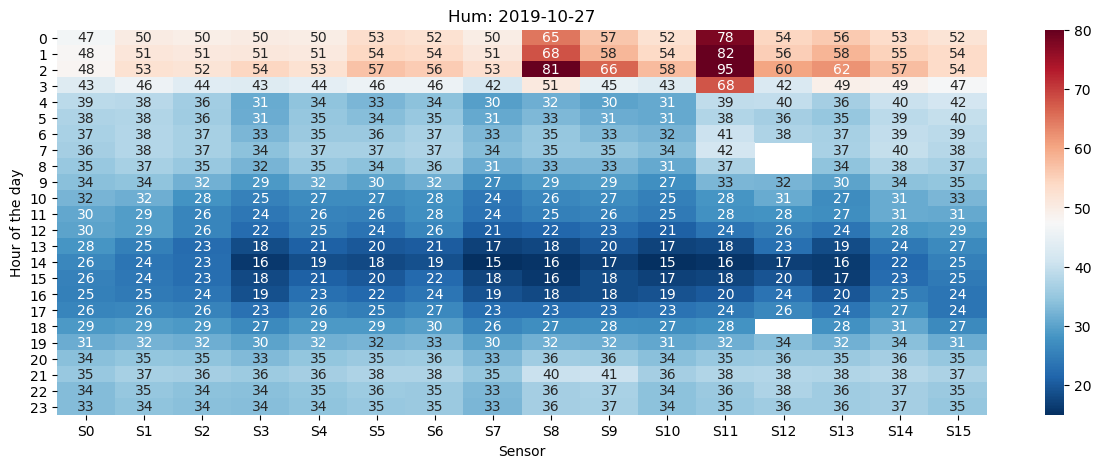 Hum: 2019-10-27
Hour of the day
0 47 50 50 50 50 53 52 50 65 57 52 78 54 56 53 52
1 48 51 51 51 51 54 54 51 68 58 54 82 56 58 55 54
2 48 53 52 54 53 57 56 53 81 66 58 95 60 62 57 54
3 43 46 44 43 44 46 46 42 51 45 43 68 42 49 49 47
4 39 38 36 31 34 33 34 30 32 30 31 39 40 36 40 42
5 38 38 36 31 35 34 35 31 33 31 31 38 36 35 39 40
6 37 38 37 33 35 36 37 33 35 33 32 41 38 37 39 39
7 36 38 37 34 37 37 37 34 35 35 34 42 37 40 38
8 35 37 35 32 35 34 36 31 33 33 31 37 34 38 37
9 34 34 32 29 32 30 32 27 29 29 27 33 32 30 34 35
10 32 32 28 25 27 27 28 24 26 27 25 28 31 27 31 33
11 30 29 26 24 26 26 28 24 25 26 25 28 28 27 31 31
12 30 29 26 22 25 24 26 21 22 23 21 24 26 24 28 29
13 28 25 23 18 21 20 21 17 18 20 17 18 23 19 24 27
14 26 24 23 16 19 18 19 15 16 17 15 16 17 16 22 25
15 26 24 23 18 21 20 22 18 16 18 17 18 20 17 23 25
16 25 25 24 19 23 22 24 19 18 18 19 20 24 20 25 24
17 26 26 26 23 26 25 27 23 23 23 23 24 26 24 27 24
18 29 29 29 27 29 29 30 26 27 28 27 28 28 31 27
19 31 32 32 30 32 32 33 30 32 32 31 32 34 32 34 31
20 34 35 35 33 35 35 36 33 36 36 34 35 36 35 36 35
21 35 37 36 36 36 38 38 35 40 41 36 38 38 38 38 37
22 34 35 35 34 35 36 35 33 36 37 34 36 38 36 37 35
23 33 34 34 34 34 35 35 33 36 37 34 35 36 36 37 35
S0 S1 S2 S3 S4 S5 S6 S7 S8 S9 S10 S11 S12 S13 S14 S15
Sensor
80
70
60
50
40
30
20